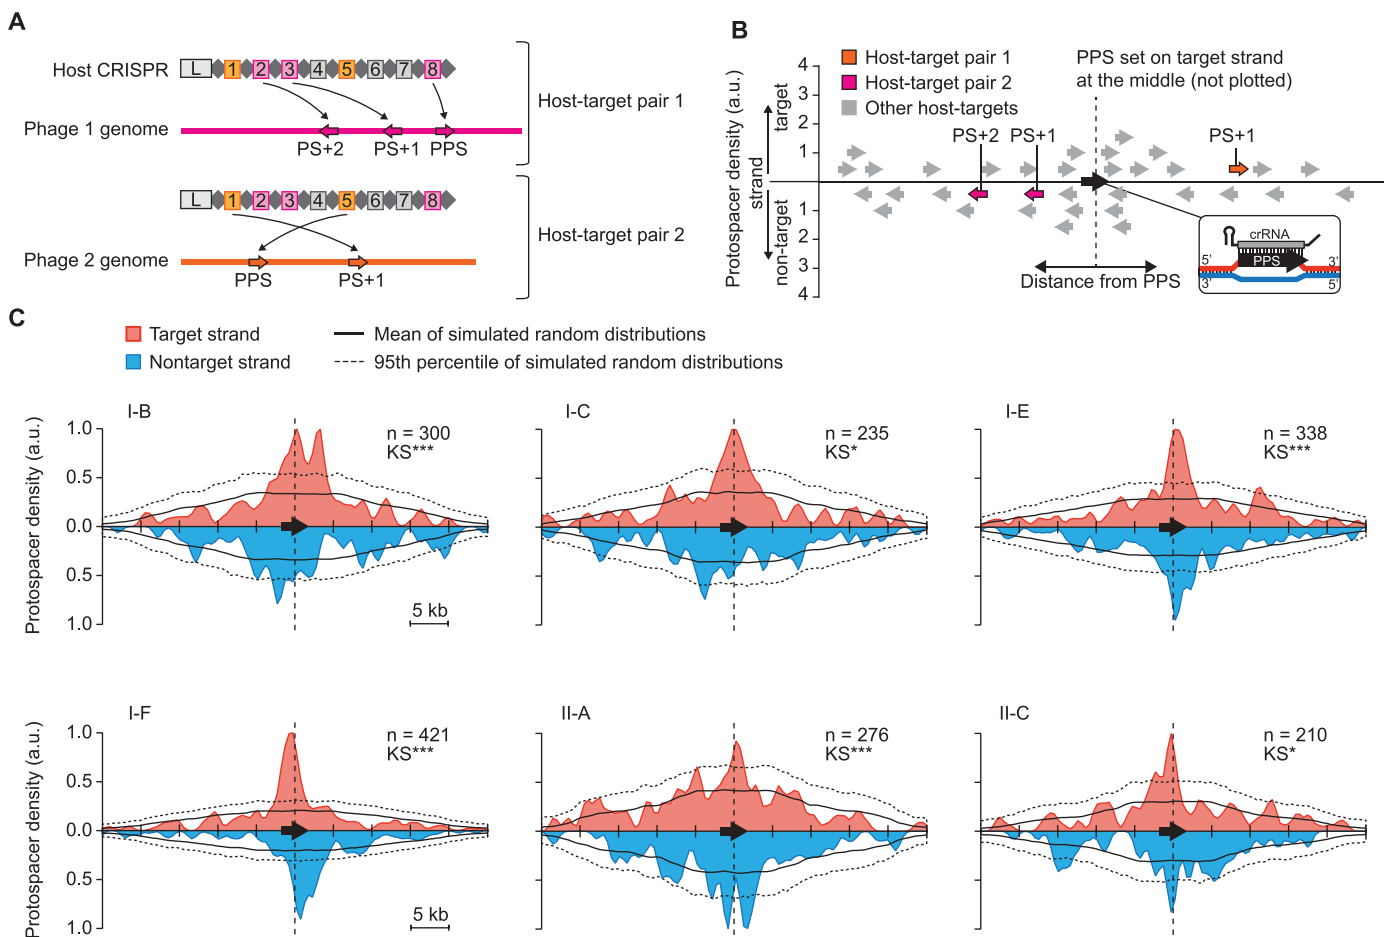 A
Host CRISPR
L 1 2 3 4 5 6 7 8
Phage 1 genome
PS+2 PS+1 PPS
Host-target pair 1
L 1 2 3 4 5 6 7 8
Phage 2 genome
PPS PS+1
Host-target pair 2
B
Host-target pair 1
Host-target pair 2
Other host-targets
PPS set on target strand
at the middle (not plotted)
Protospacer density (a.u.)
non-target strand target
4
3
2
1
1
2
3
4
PS+2 PS+1 PS+1
Distance from PPS
crRNA
PPS
5' 3'
3' 5'
C
Target strand
Nontarget strand
Mean of simulated random distributions
95th percentile of simulated random distributions
Protospacer density (a.u.)
1.0
0.5
0.0
0.5
1.0
I-B
n = 300
KS***
5 kb
I-C
n = 235
KS*
I-E
n = 338
KS***
Protospacer density (a.u.)
1.0
0.5
0.0
0.5
1.0
I-F
n = 421
KS***
5 kb
II-A
n = 276
KS***
II-C
n = 210
KS*